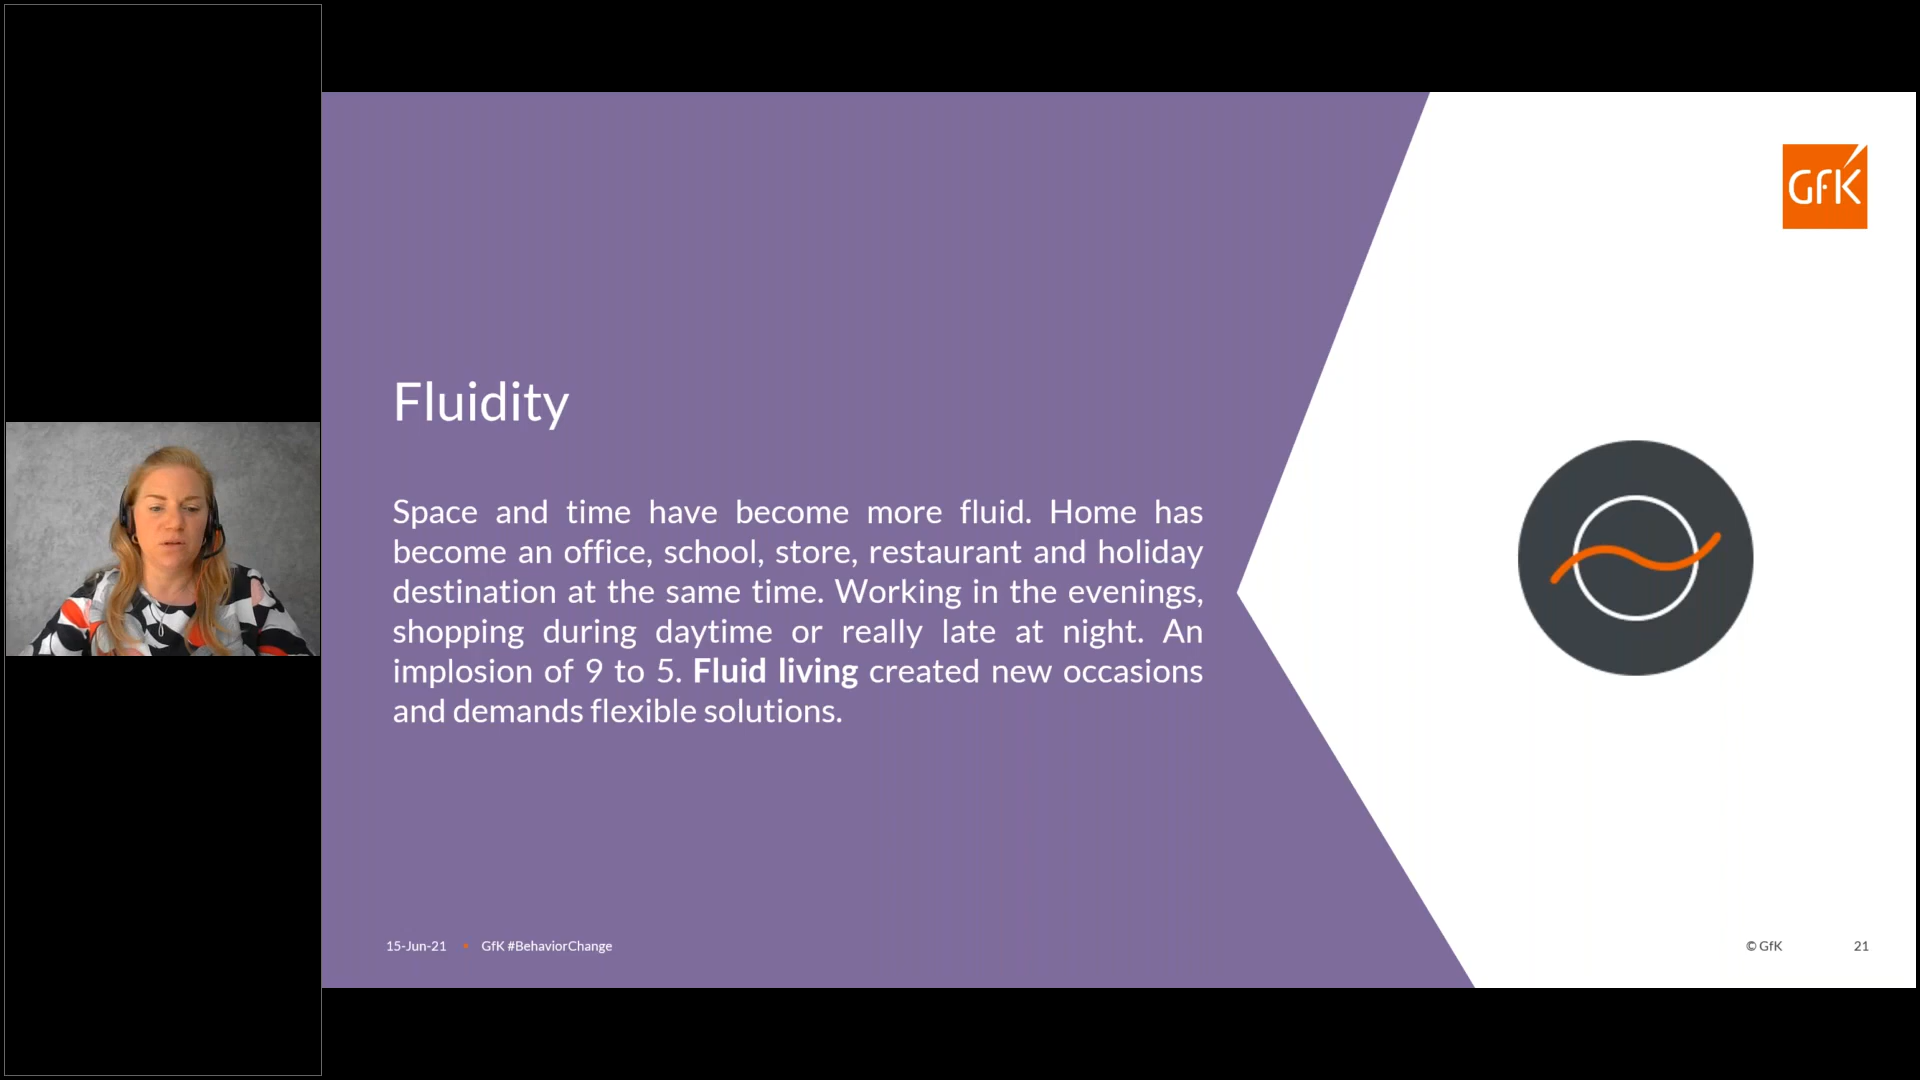 GfK
Fluidity
Space and time have become more fluid. Home has
become an office, school, store, restaurant and holiday
destination at the same time. Working in the evenings,
shopping during daytime or really late at night. An
implosion of 9 to 5. Fluid living created new occasions
and demands flexible solutions.
15-Jun-21 • GfK #BehaviorChange
© GfK 21